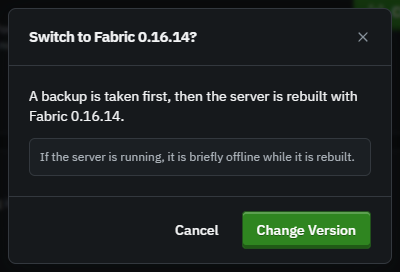 Switch to Fabric 0.16.14?
A backup is taken first, then the server is rebuilt with
Fabric 0.16.14.
If the server is running, it is briefly offline while it is rebuilt.
Cancel
Change Version